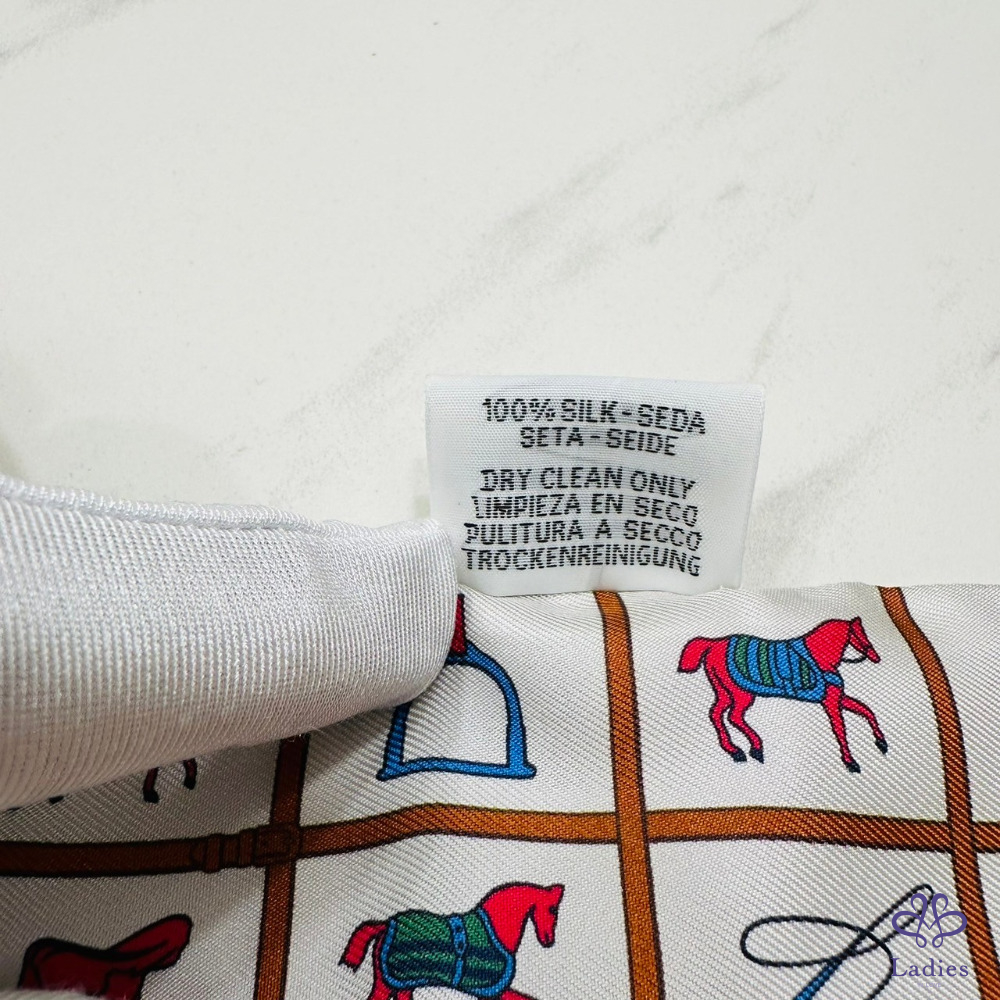 100% SILK - SEDA
SETA - SEIDE
DRY CLEAN ONLY
LIMPIEZA EN SECO
PULITURA A SECCO
TROCKENREINIGUNG
Ladies